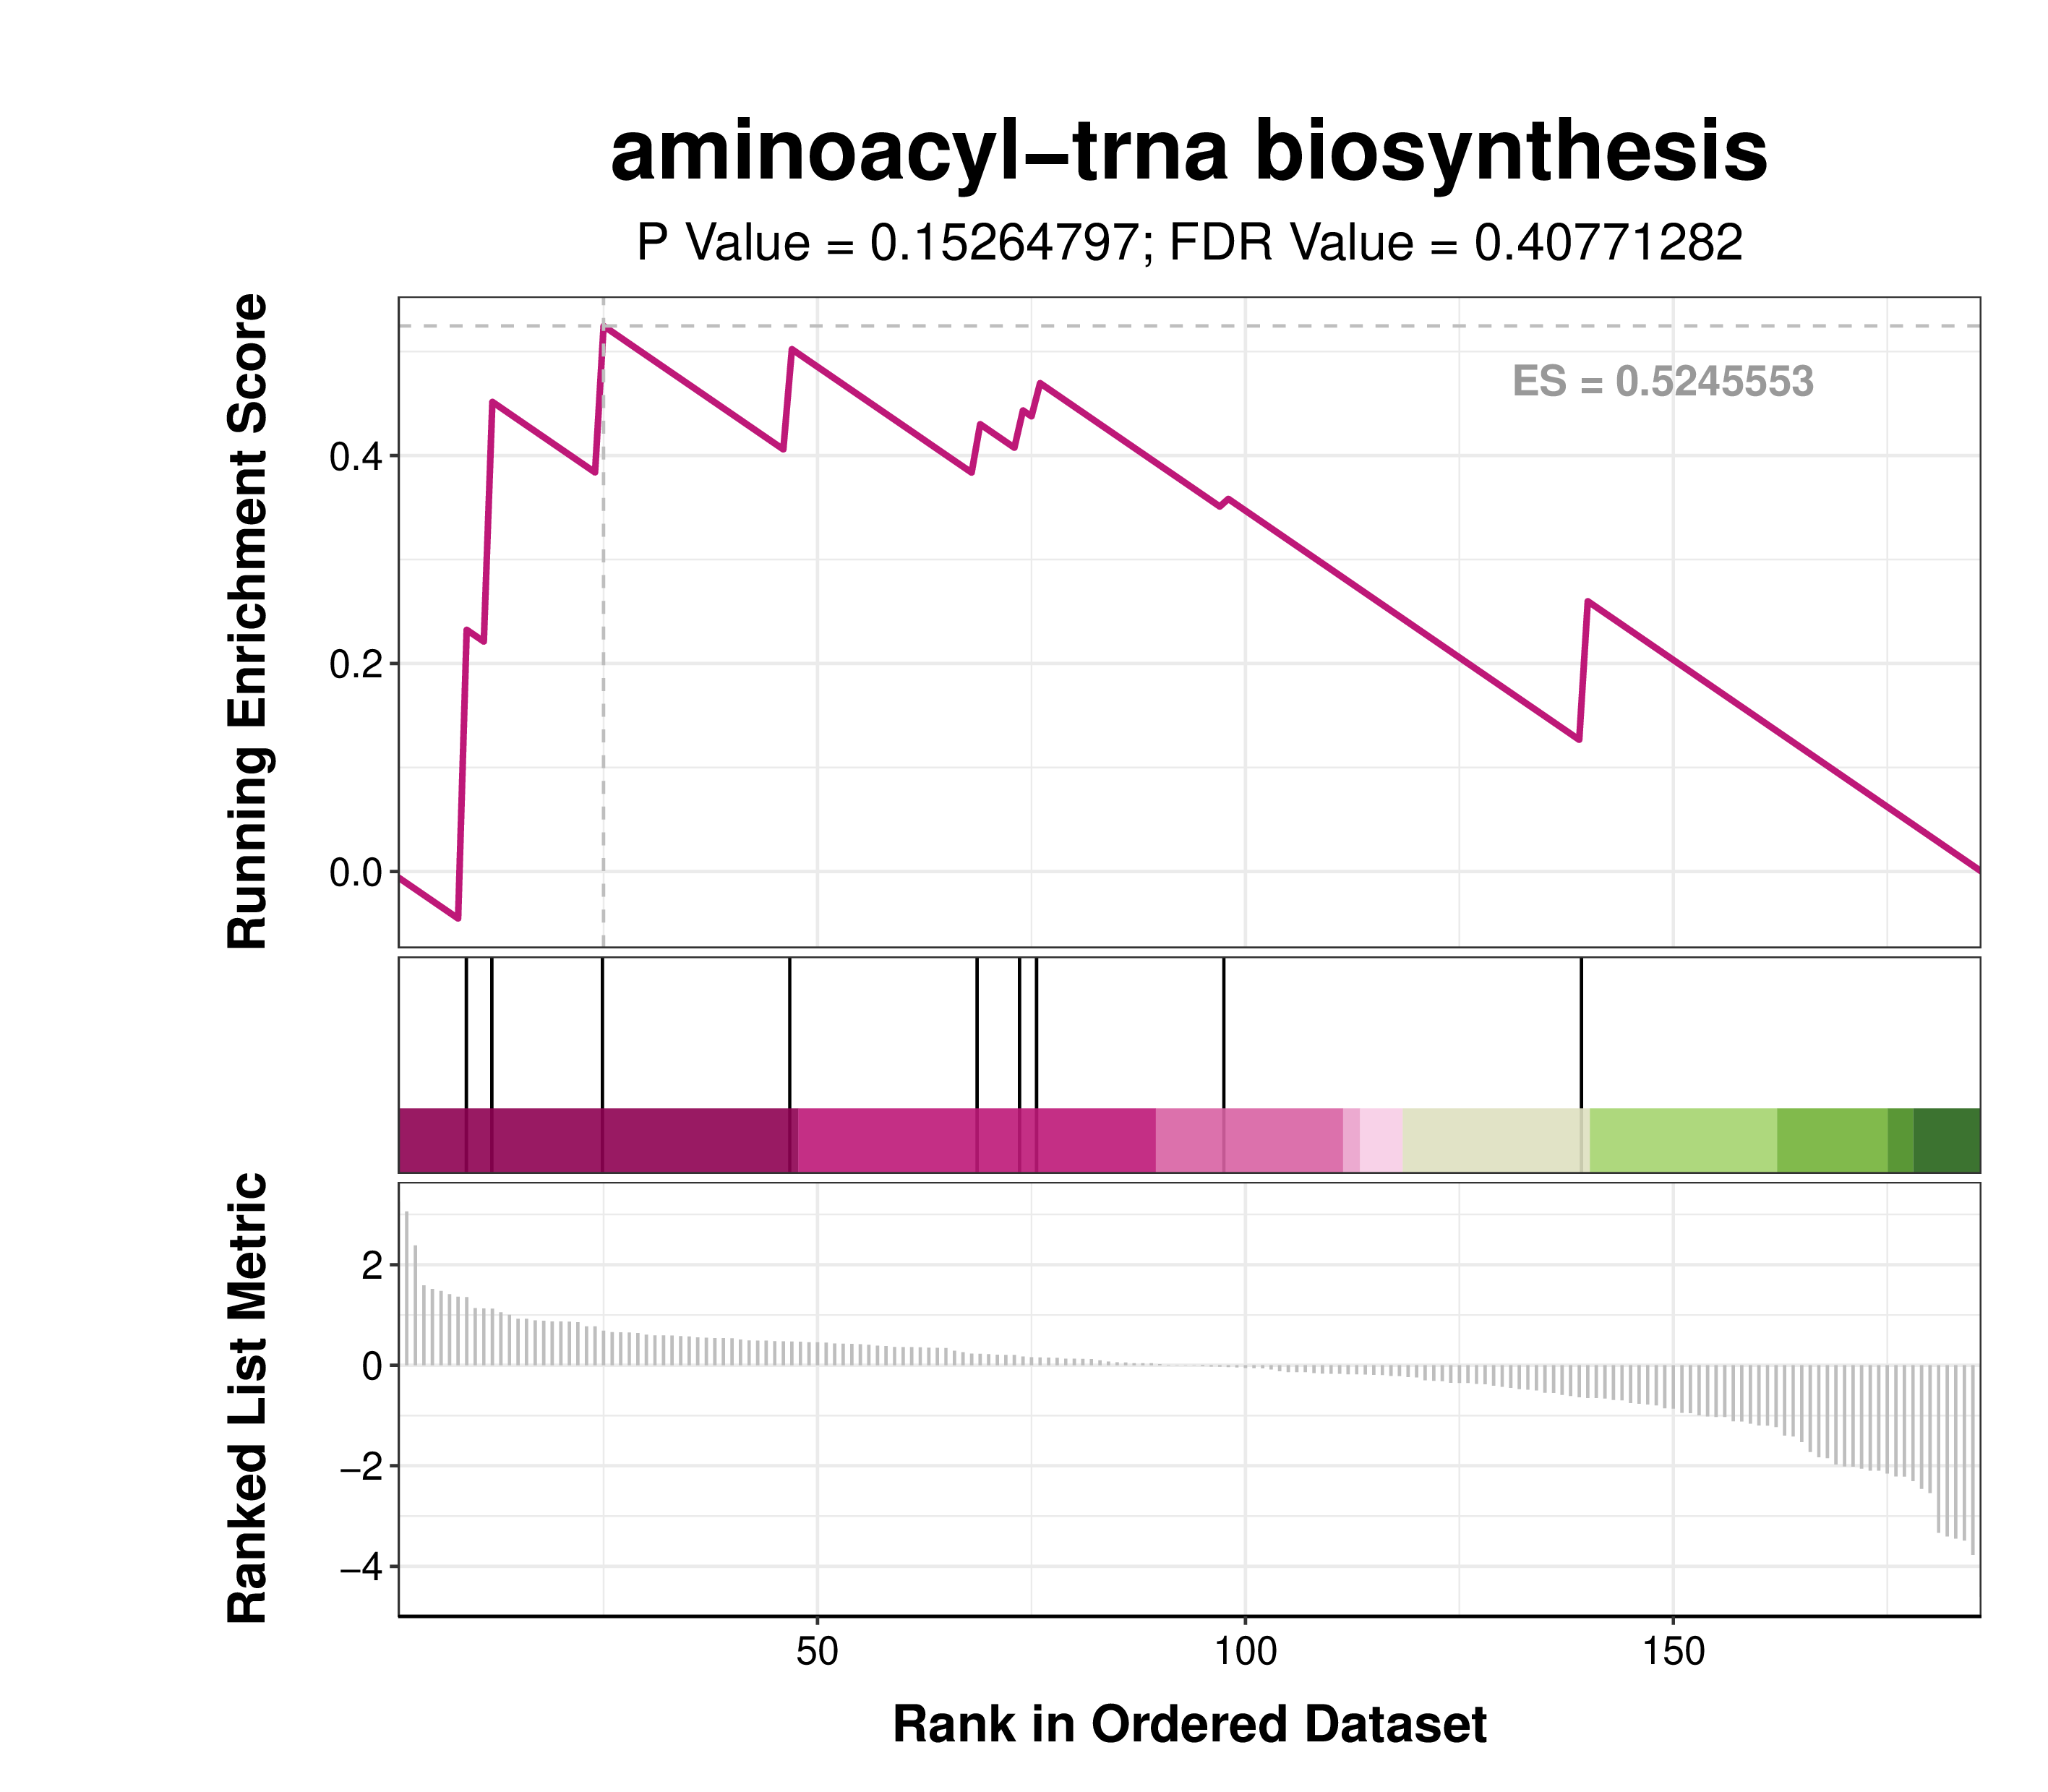 aminoacyl−trna biosynthesis
P Value = 0.15264797; FDR Value = 0.40771282
Running Enrichment Score
ES = 0.5245553
0.4
0.2
0.0
Ranked List Metric
2
0
−2
−4
50 100 150
Rank in Ordered Dataset